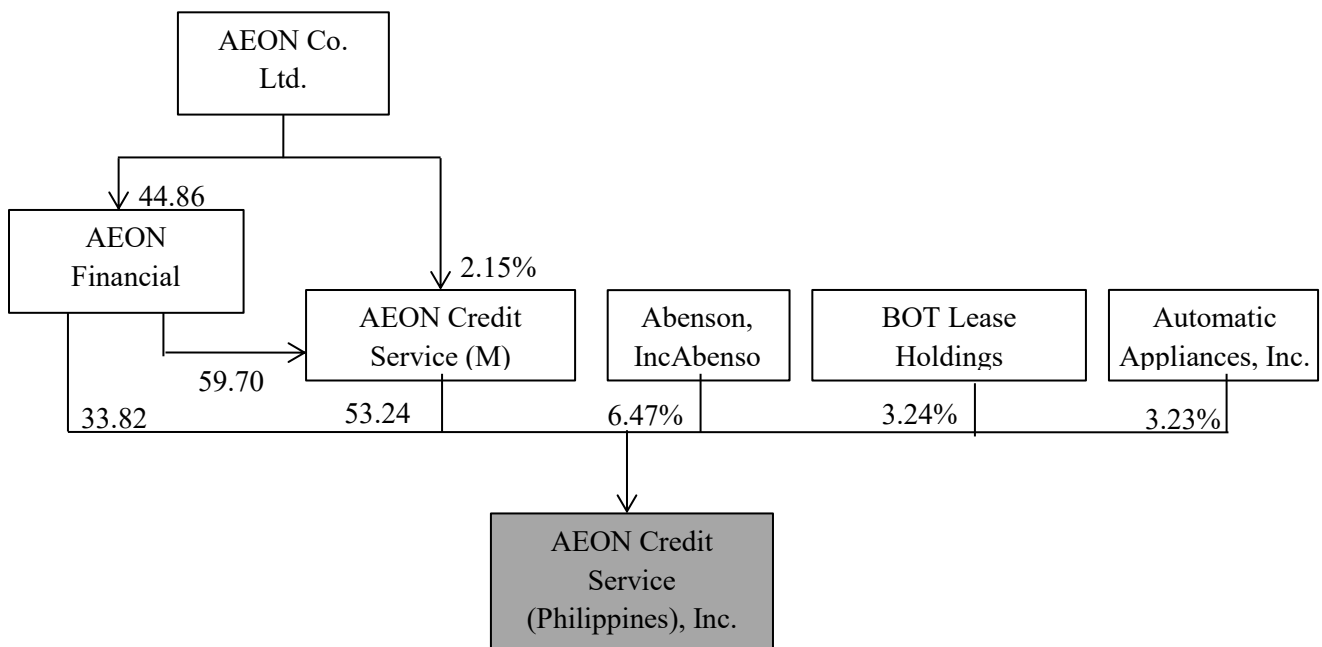 AEON Co.
Ltd.
44.86
AEON
Financial
2.15%
AEON Credit
Service (M)
Abenson,
IncAbenso
BOT Lease
Holdings
Automatic
Appliances, Inc.
59.70
33.82
53.24
6.47%
3.24%
3.23%
AEON Credit
Service
(Philippines), Inc.